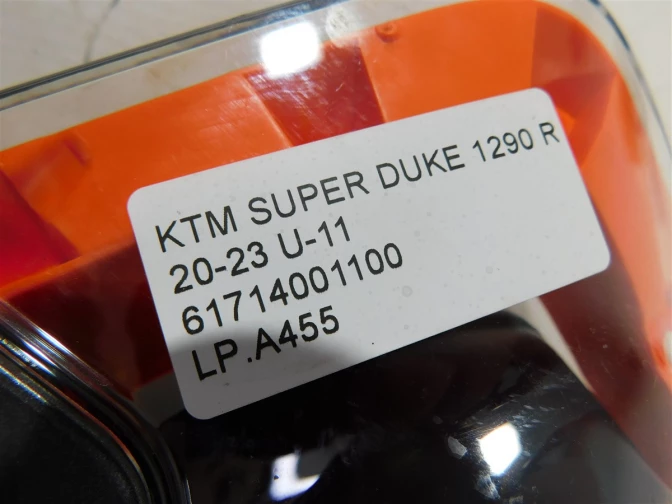 KTM SUPER DUKE 1290 R
20-23 U-11
61714001100
LP.A455